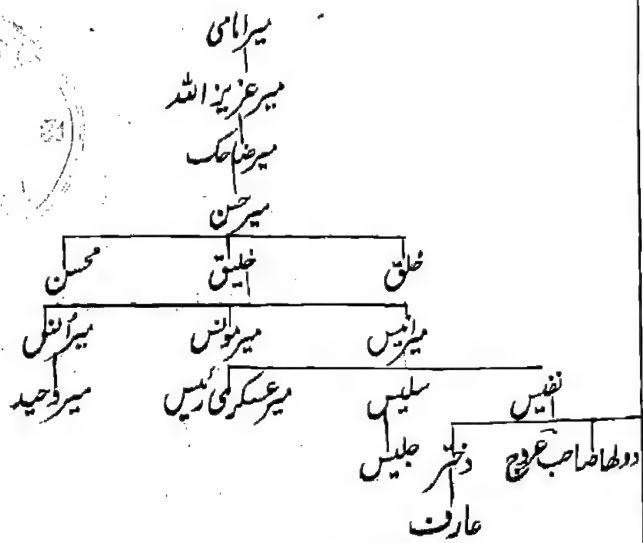 میر امامی
میر عزیز اللہ
میر ضاحک
میر حسن
خلق خلیق محسن
میر انیس میر مونس میر اُنس
نفیس سلیس میر عسکری رئیس میر وحید
دولھا صاحب عروج دختر جلیس
عارف